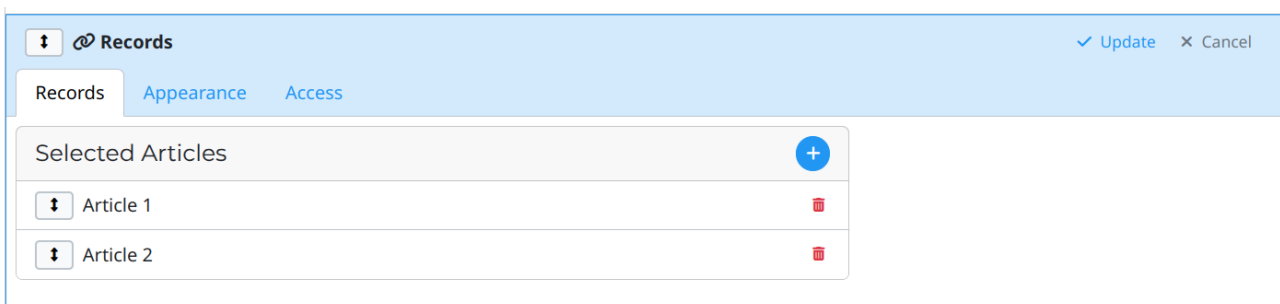 Records
Update
Cancel
Records
Appearance
Access
Selected Articles
Article 1
Article 2